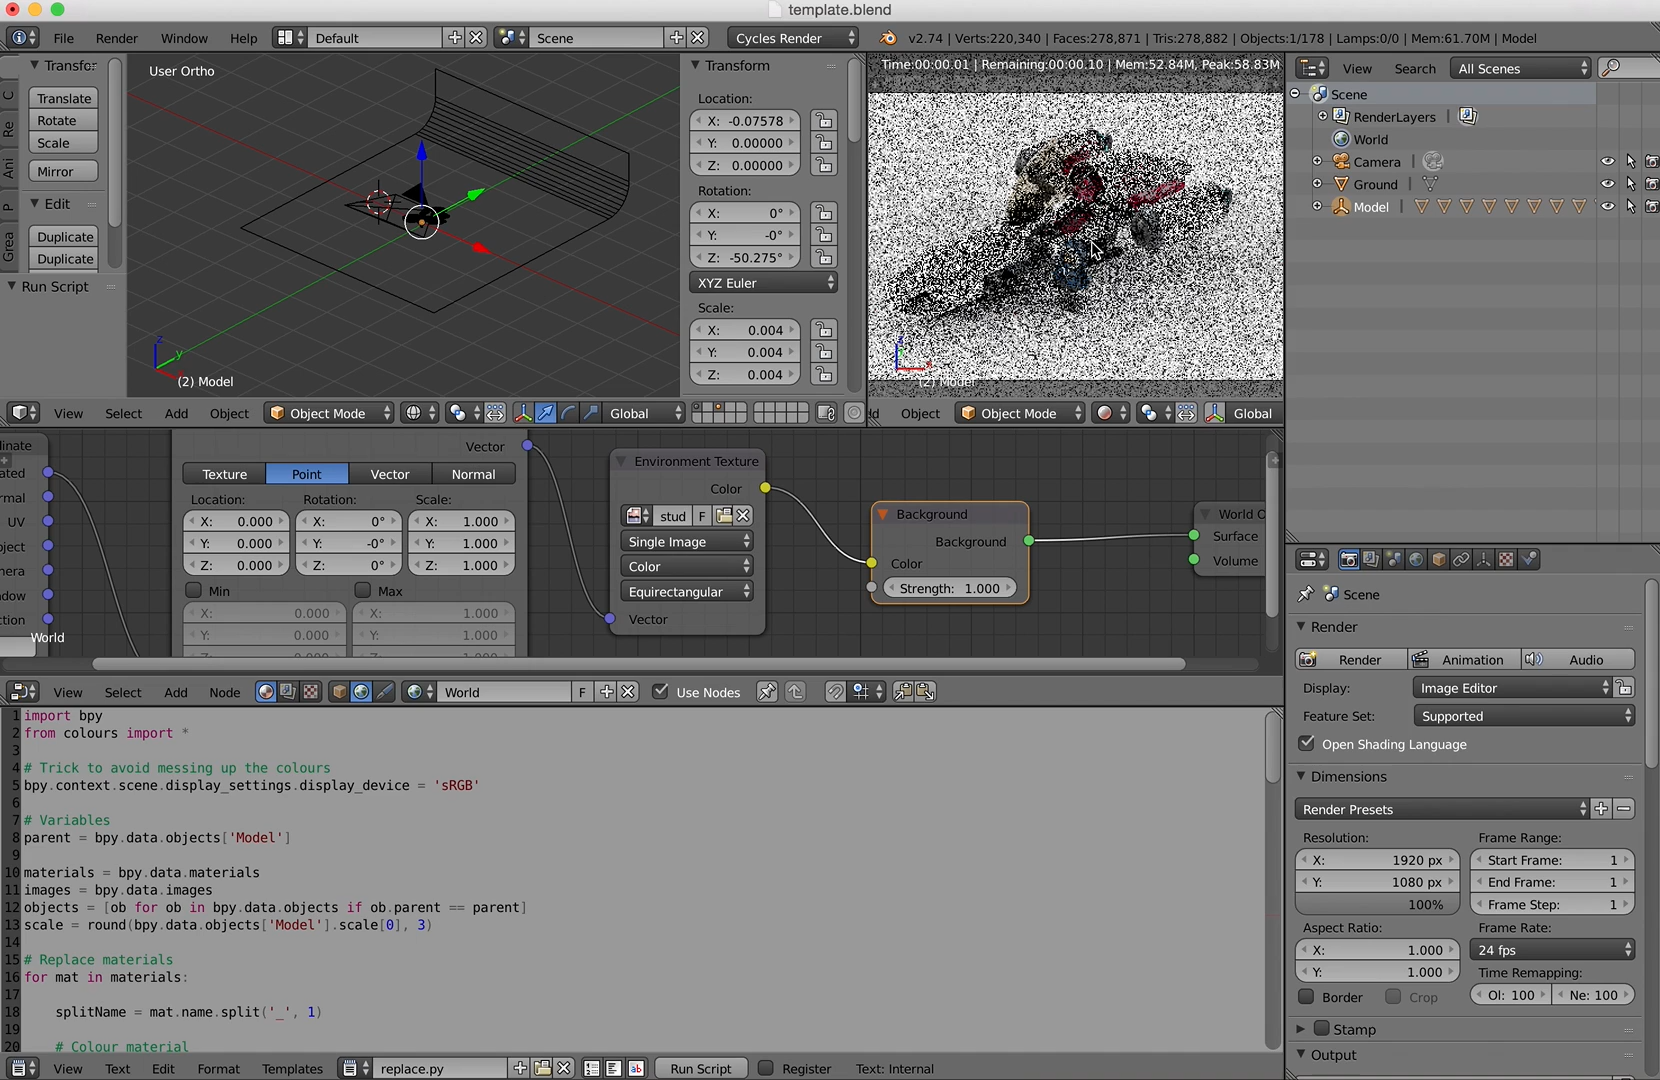 template.blend
File Render Window Help Default Scene Cycles Render v2.74 | Verts:220,340 | Faces:278,871 | Tris:278,882 | Objects:1/178 | Lamps:0/0 | Mem:61.70M | Model
Transfor
Translate
Rotate
Scale
Mirror
Edit
Duplicate
Duplicate
Run Script
C
Re
Ani
P
Grea
User Ortho
z
y
(2) Model
Transform
Location:
X: -0.07578
Y: 0.00000
Z: 0.00000
Rotation:
X: 0°
Y: -0°
Z: -50.275°
XYZ Euler
Scale:
X: 0.004
Y: 0.004
Z: 0.004
Time:00:00.01 | Remaining:00:00.10 | Mem:52.84M, Peak:58.83M
(2) Model
View Search All Scenes
Scene
RenderLayers |
World
Camera |
Ground |
Model |
View Select Add Object Object Mode Global
Object Object Mode Global
inate
ated
rmal
UV
oject
mera
ndow
ction
World
Vector
Texture Point Vector Normal
Location: Rotation: Scale:
X: 0.000 X: 0° X: 1.000
Y: 0.000 Y: -0° Y: 1.000
Z: 0.000 Z: 0° Z: 1.000
Min Max
X: 0.000 X: 1.000
Y: 0.000 Y: 1.000
Environment Texture
Color
stud F
Single Image
Color
Equirectangular
Vector
Background
Background
Color
Strength: 1.000
World O
Surface
Volume
View Select Add Node World F Use Nodes
1 import bpy
2 from colours import *
3
4 # Trick to avoid messing up the colours
5 bpy.context.scene.display_settings.display_device = 'sRGB'
6
7 # Variables
8 parent = bpy.data.objects['Model']
9
10 materials = bpy.data.materials
11 images = bpy.data.images
12 objects = [ob for ob in bpy.data.objects if ob.parent == parent]
13 scale = round(bpy.data.objects['Model'].scale[0], 3)
14
15 # Replace materials
16 for mat in materials:
17
18 splitName = mat.name.split('_', 1)
19
20 # Colour material
View Text Edit Format Templates replace.py Run Script Register Text: Internal
Scene
Render
Render Animation Audio
Display: Image Editor
Feature Set: Supported
Open Shading Language
Dimensions
Render Presets
Resolution: Frame Range:
X: 1920 px Start Frame: 1
Y: 1080 px End Frame: 1
100% Frame Step: 1
Aspect Ratio: Frame Rate:
X: 1.000 24 fps
Y: 1.000 Time Remapping:
Border Crop Ol: 100 Ne: 100
Stamp
Output